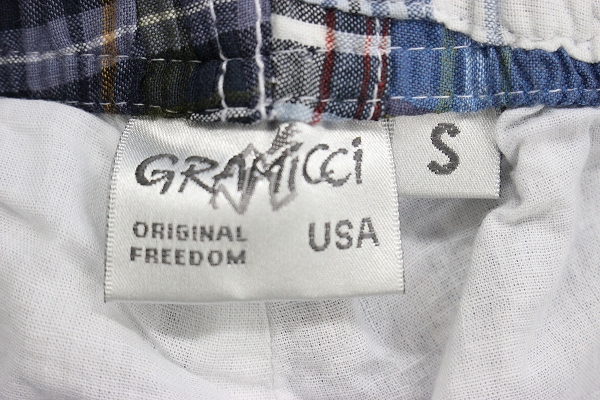 GRAMiCCi
S
ORIGINAL
FREEDOM
USA